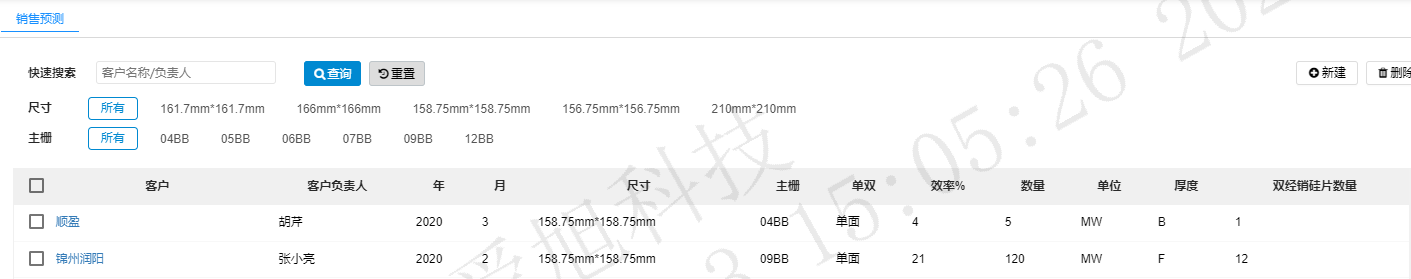 销售预测
快速搜索 客户名称/负责人 查询 重置 新建 删除
尺寸 所有 161.7mm*161.7mm 166mm*166mm 158.75mm*158.75mm 156.75mm*156.75mm 210mm*210mm
主栅 所有 04BB 05BB 06BB 07BB 09BB 12BB
客户 客户负责人 年 月 尺寸 主栅 单双 效率% 数量 单位 厚度 双经销硅片数量
顺盈 胡芹 2020 3 158.75mm*158.75mm 04BB 单面 4 5 MW B 1
锦州润阳 张小亮 2020 2 158.75mm*158.75mm 09BB 单面 21 120 MW F 12
爱旭科技
3 15:05:26 202